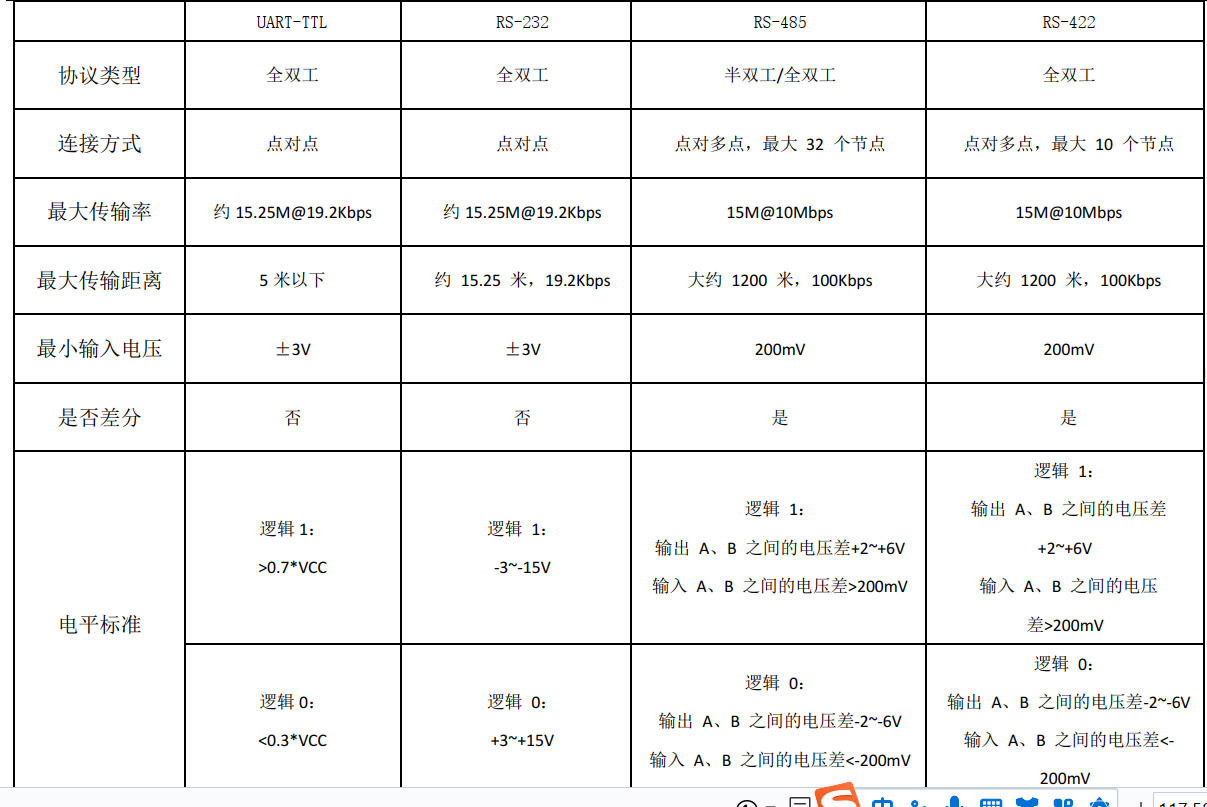 UART-TTL RS-232 RS-485 RS-422
协议类型 全双工 全双工 半双工/全双工 全双工
连接方式 点对点 点对点 点对多点，最大 32 个节点 点对多点，最大 10 个节点
最大传输率 约 15.25M@19.2Kbps 约 15.25M@19.2Kbps 15M@10Mbps 15M@10Mbps
最大传输距离 5 米以下 约 15.25 米，19.2Kbps 大约 1200 米，100Kbps 大约 1200 米，100Kbps
最小输入电压 ±3V ±3V 200mV 200mV
是否差分 否 否 是 是
电平标准
逻辑 1：
>0.7*VCC
逻辑 1：
-3~-15V
逻辑 1：
输出 A、B 之间的电压差+2~+6V
输入 A、B 之间的电压差>200mV
逻辑 1：
输出 A、B 之间的电压差
+2~+6V
输入 A、B 之间的电压
差>200mV
逻辑 0：
<0.3*VCC
逻辑 0：
+3~+15V
逻辑 0：
输出 A、B 之间的电压差-2~-6V
输入 A、B 之间的电压差<-200mV
逻辑 0：
输出 A、B 之间的电压差-2~-6V
输入 A、B 之间的电压差<-
200mV
中